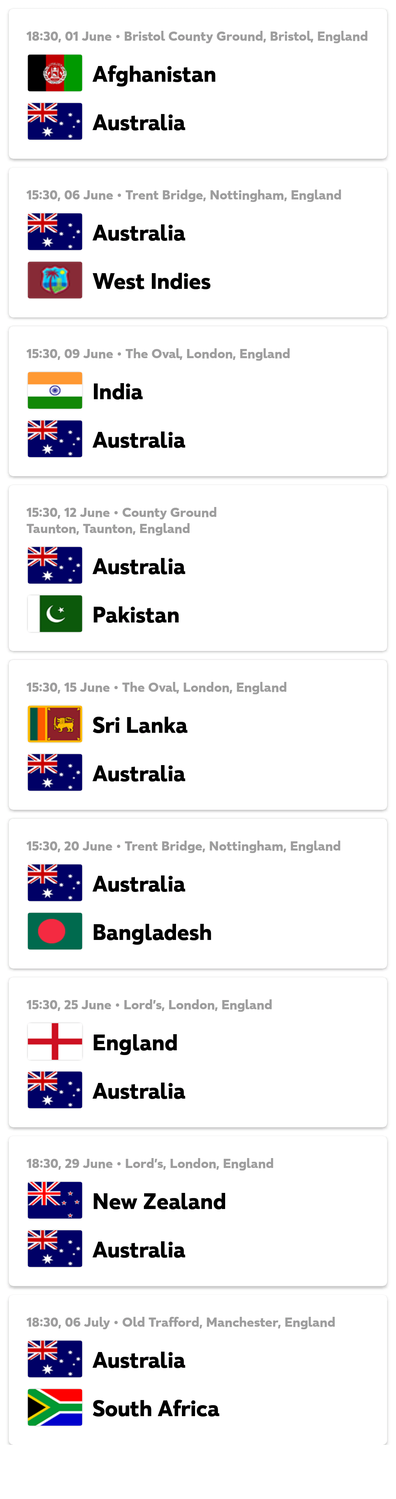 18:30, 01 June • Bristol County Ground, Bristol, England
Afghanistan
Australia
15:30, 06 June • Trent Bridge, Nottingham, England
Australia
West Indies
15:30, 09 June • The Oval, London, England
India
Australia
15:30, 12 June • County Ground
Taunton, Taunton, England
Australia
Pakistan
15:30, 15 June • The Oval, London, England
Sri Lanka
Australia
15:30, 20 June • Trent Bridge, Nottingham, England
Australia
Bangladesh
15:30, 25 June • Lord's, London, England
England
Australia
18:30, 29 June • Lord's, London, England
New Zealand
Australia
18:30, 06 July • Old Trafford, Manchester, England
Australia
South Africa